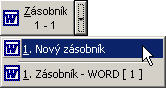 Zásobník
1 - 1
1. Nový zásobník
1. Zásobník - WORD [ 1 ]